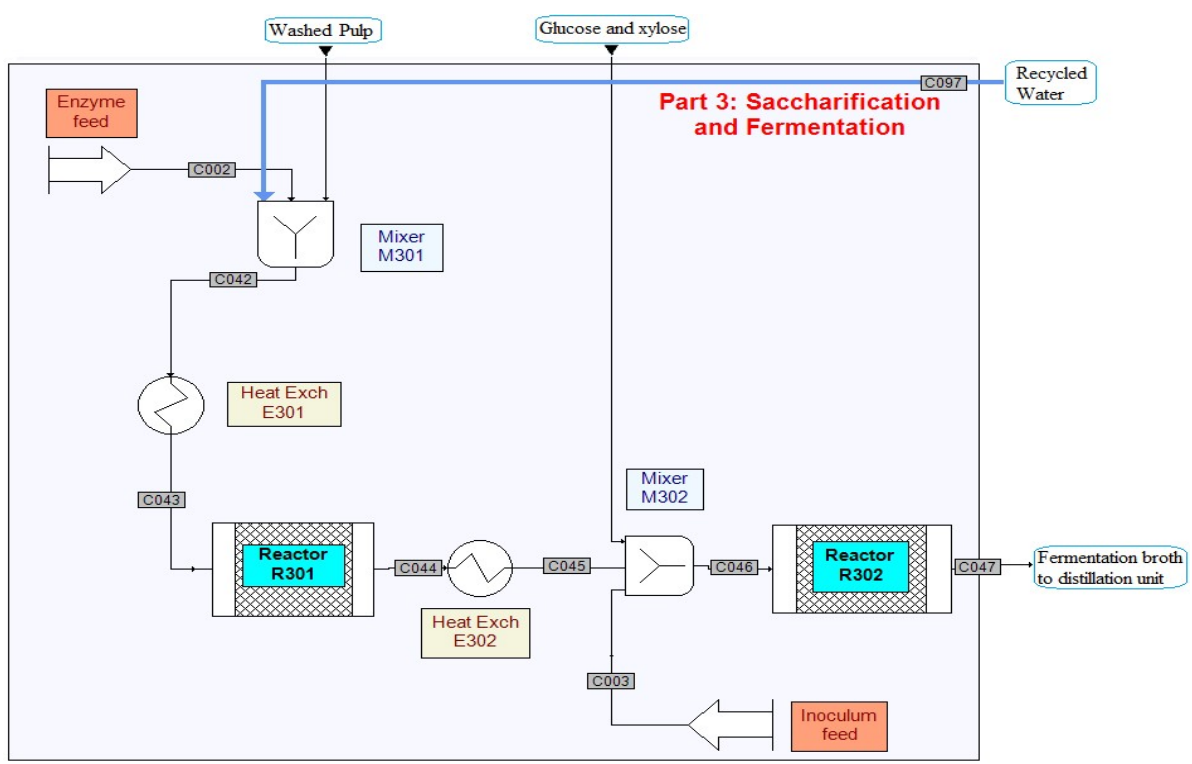 Washed Pulp
Glucose and xylose
Recycled
Water
C097
Part 3: Saccharification
and Fermentation
Enzyme
feed
C002
Mixer
M301
C042
Heat Exch
E301
C043
Mixer
M302
Reactor
R301
C044
C045
C046
Reactor
R302
C047
Fermentation broth
to distillation unit
Heat Exch
E302
C003
Inoculum
feed